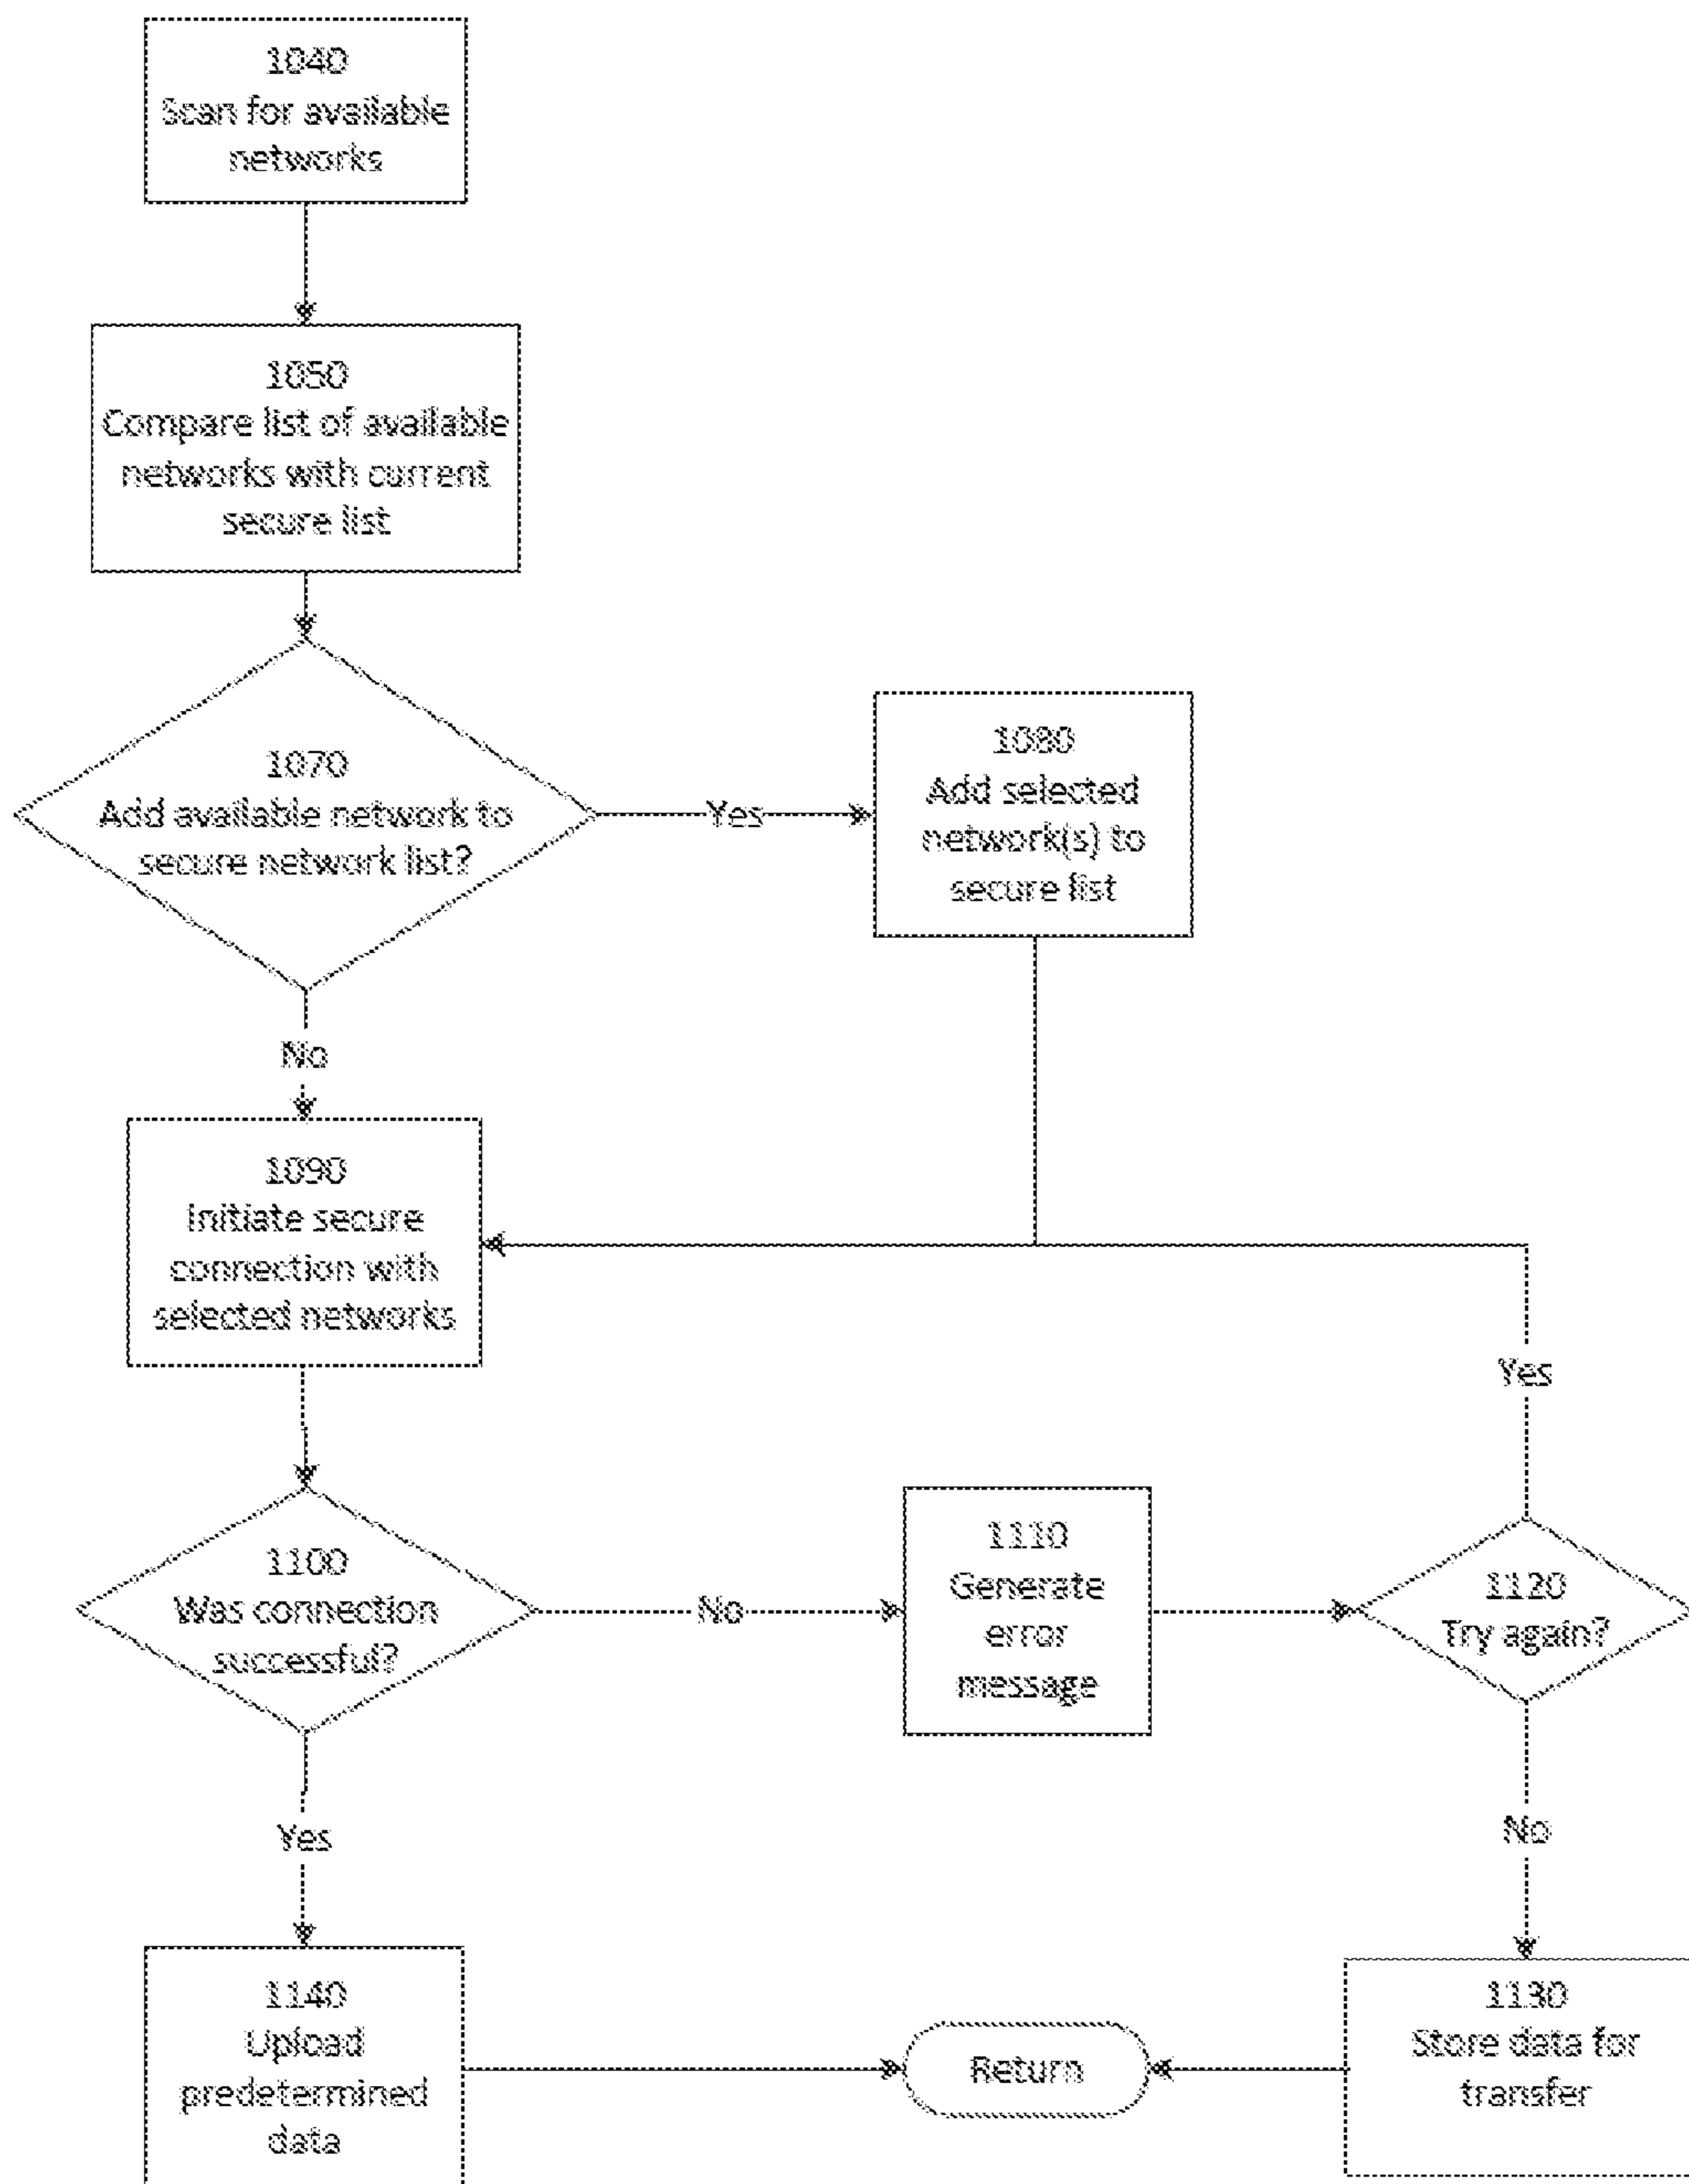 1040
Scan for available
networks
1050
Compare list of available
networks with current
secure list
1070
Add available network to
secure network list?
Yes
1080
Add selected
network(s) to
secure list
No
1090
Initiate secure
connection with
selected networks
Yes
1100
Was connection
successful?
No
1110
Generate
error
message
1120
Try again?
Yes
No
1140
Upload
predetermined
data
Return
1130
Store data for
transfer